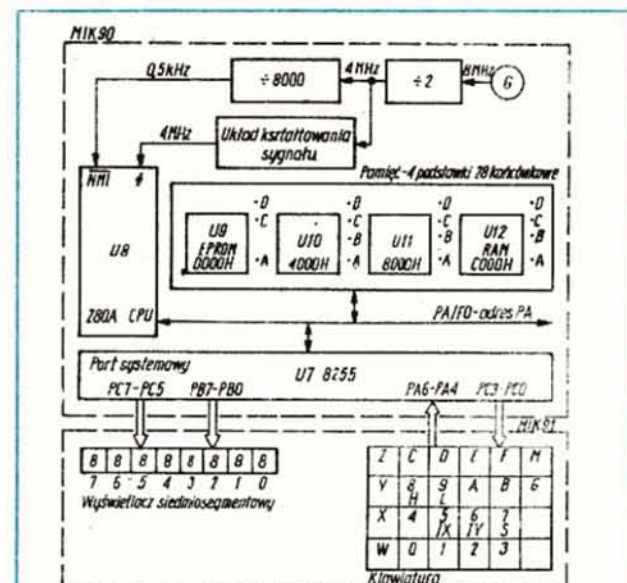 MIK90
0,5kHz
÷8000
4MHz
÷2
8MHz
G
4MHz
Układ kształtowania
sygnału
Pamięć-4 podstawki 28 końcówkowe
NMI
U8
Z80A CPU
·D ·D ·D ·D
·C ·C ·C ·C
·B ·B ·B
·A ·A ·A ·A
U9
EPROM
0000H
U10
4000H
U11
8000H
U12
RAM
C000H
PA/F0-adres PA
Port systemowy
U7 8255
PC7-PC5 PB7-PB0 PA6-PA4 PC3-PC0
MIK91
8 8 8 8 8 8 8 8
7 6 5 4 3 2 1 0
Wyświetlacz siedmiosegmentowy
Z C D E F M
Y 8 9 A B G
H L
X 4 5 6 7
IX IY S
W 0 1 2 3
Klawiatura